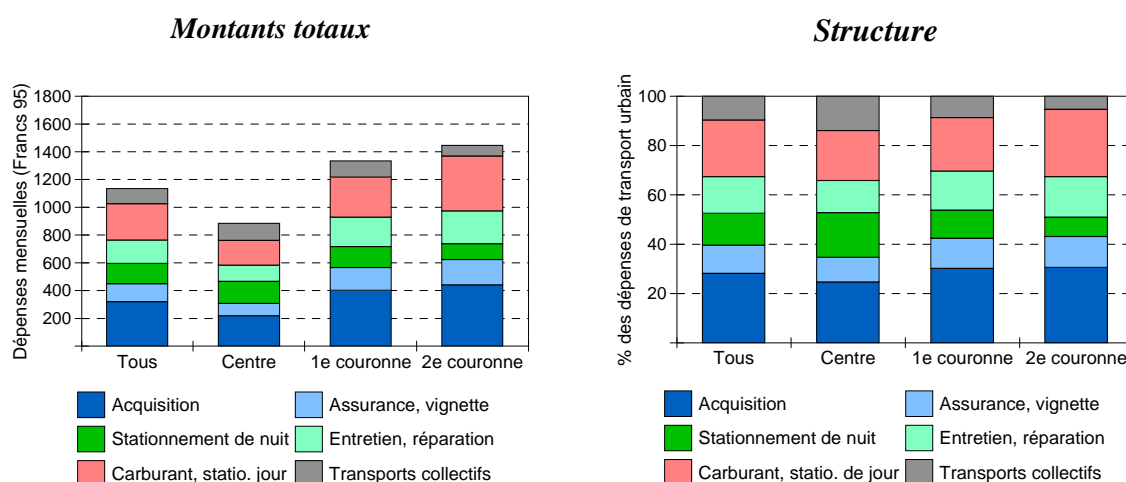 Montants totaux
Dépenses mensuelles (Francs 95)
1800
1600
1400
1200
1000
800
600
400
200
Tous Centre 1e couronne 2e couronne
Acquisition Assurance, vignette
Stationnement de nuit Entretien, réparation
Carburant, statio. jour Transports collectifs
Structure
% des dépenses de transport urbain
100
80
60
40
20
Tous Centre 1e couronne 2e couronne
Acquisition Assurance, vignette
Stationnement de nuit Entretien, réparation
Carburant, statio. de jour Transports collectifs